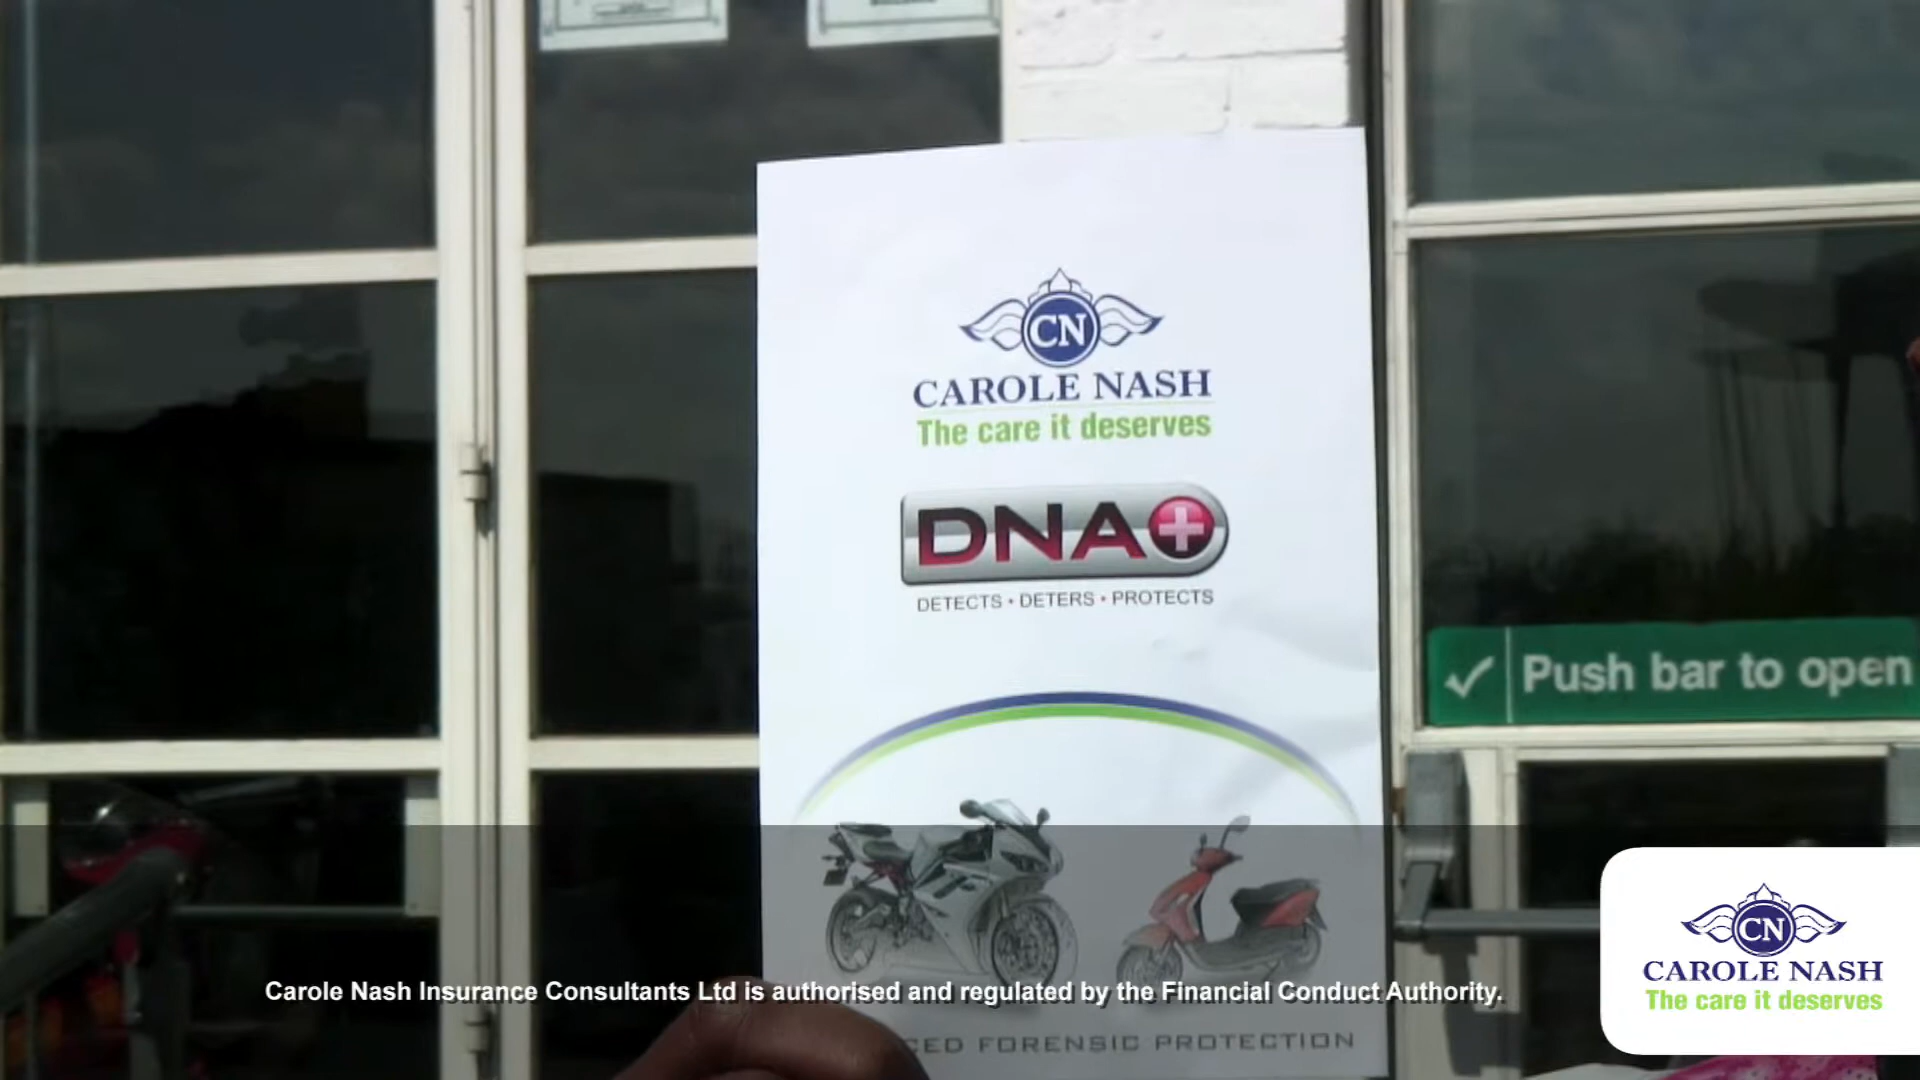 CN
CAROLE NASH
The care it deserves
DNA+
DETECTS • DETERS • PROTECTS
Push bar to open
CN
CAROLE NASH
The care it deserves
Carole Nash Insurance Consultants Ltd is authorised and regulated by the Financial Conduct Authority.
FORENSIC PROTECTION